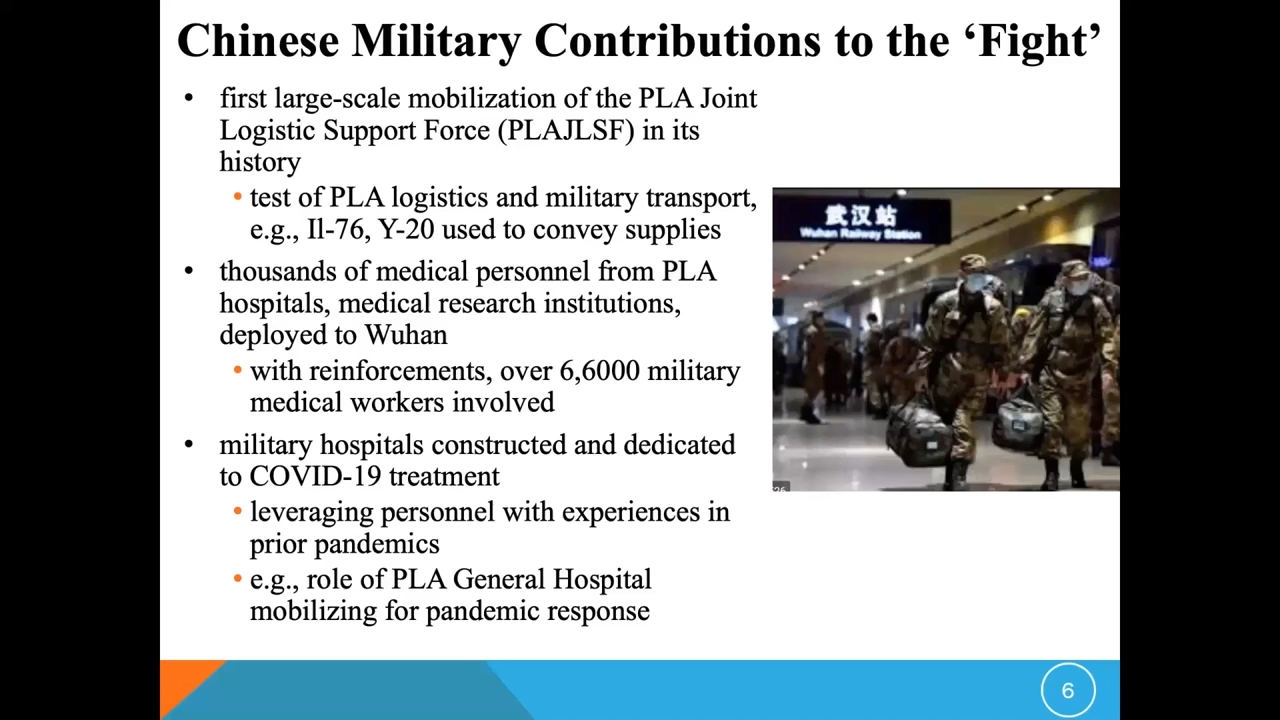 Chinese Military Contributions to the ‘Fight’
• first large-scale mobilization of the PLA Joint
Logistic Support Force (PLAJLSF) in its
history
• test of PLA logistics and military transport,
e.g., Il-76, Y-20 used to convey supplies
• thousands of medical personnel from PLA
hospitals, medical research institutions,
deployed to Wuhan
• with reinforcements, over 6,6000 military
medical workers involved
• military hospitals constructed and dedicated
to COVID-19 treatment
• leveraging personnel with experiences in
prior pandemics
• e.g., role of PLA General Hospital
mobilizing for pandemic response
武汉站
Wuhan Railway Station
6